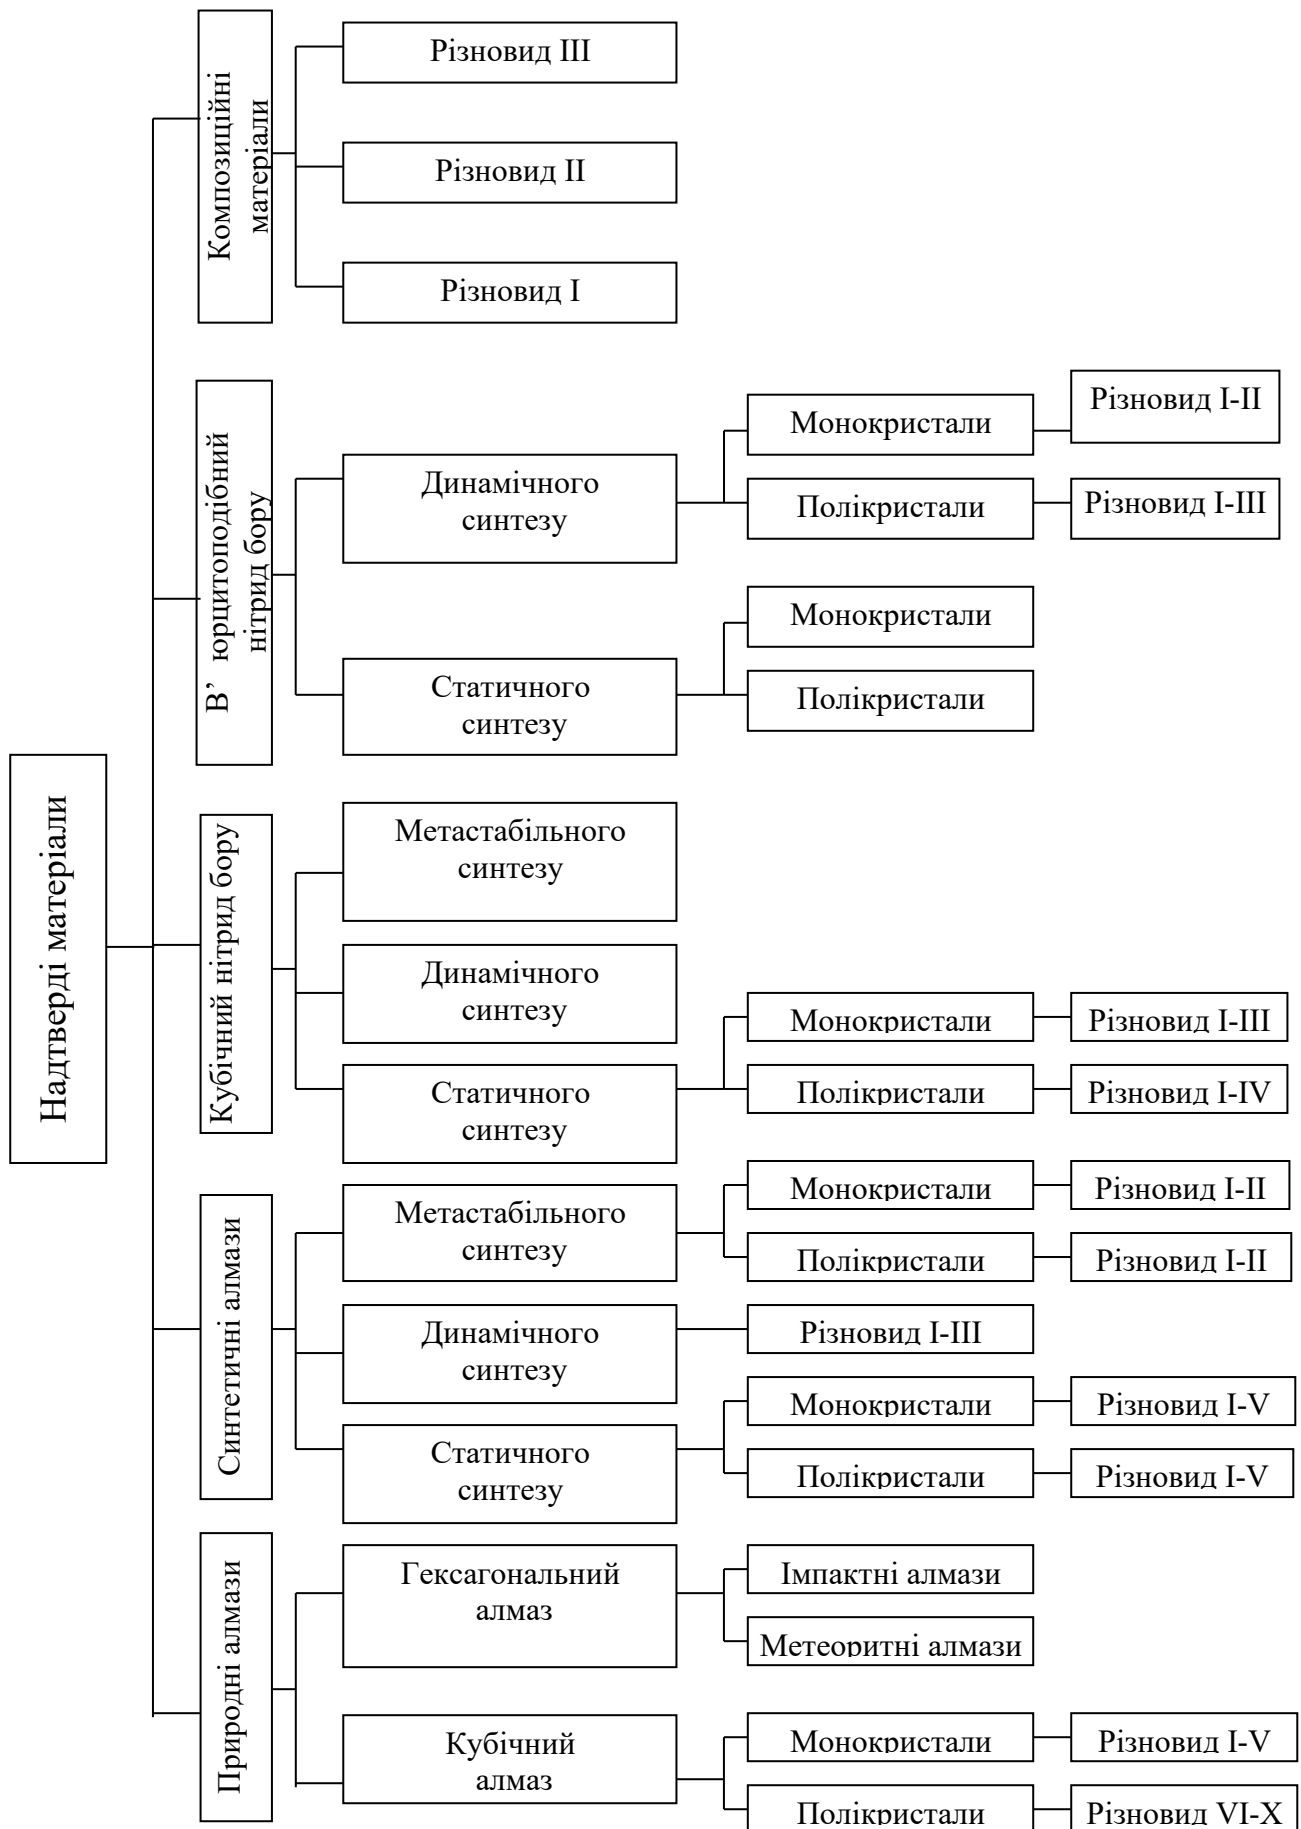 Надтверді матеріали
Композиційні
матеріали
Різновид III
Різновид II
Різновид I
В’ юрцитоподібний
нітрид бору
Динамічного
синтезу
Монокристали
Різновид I-II
Полікристали
Різновид I-III
Статичного
синтезу
Монокристали
Полікристали
Кубічний нітрид бору
Метастабільного
синтезу
Динамічного
синтезу
Статичного
синтезу
Монокристали
Різновид I-III
Полікристали
Різновид I-IV
Синтетичні алмази
Метастабільного
синтезу
Монокристали
Різновид I-II
Полікристали
Різновид I-II
Динамічного
синтезу
Різновид I-III
Статичного
синтезу
Монокристали
Різновид I-V
Полікристали
Різновид I-V
Природні алмази
Гексагональний
алмаз
Імпактні алмази
Метеоритні алмази
Кубічний
алмаз
Монокристали
Різновид I-V
Полікристали
Різновид VI-X